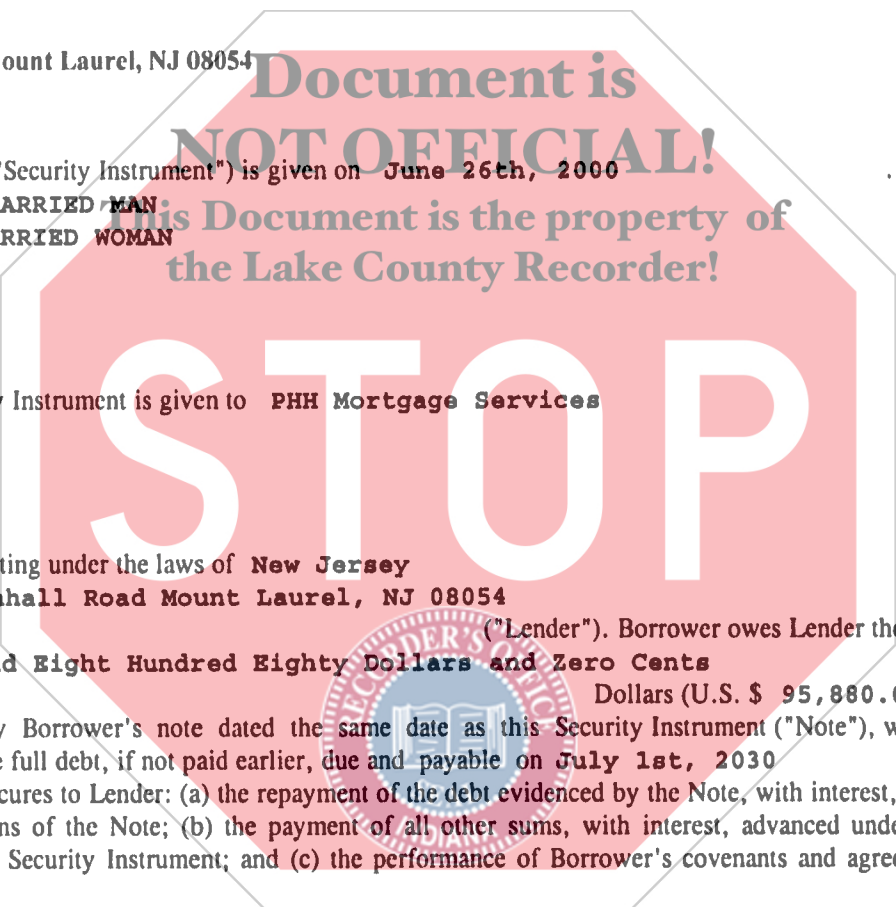 ount Laurel, NJ 08054
Document is
NOT OFFICIAL!
"Security Instrument") is given on June 26th, 2000
ARRIED MAN
This Document is the property of
RRIED WOMAN
the Lake County Recorder!
STOP
y Instrument is given to PHH Mortgage Services
ting under the laws of New Jersey
hall Road Mount Laurel, NJ 08054
("Lender"). Borrower owes Lender the
d Eight Hundred Eighty Dollars and Zero Cents
Dollars (U.S. $ 95,880.0
y Borrower's note dated the same date as this Security Instrument ("Note"), w
e full debt, if not paid earlier, due and payable on July 1st, 2030
cures to Lender: (a) the repayment of the debt evidenced by the Note, with interest,
ns of the Note; (b) the payment of all other sums, with interest, advanced unde
Security Instrument; and (c) the performance of Borrower's covenants and agree
RECORDER'S OFFICE
INDIANA